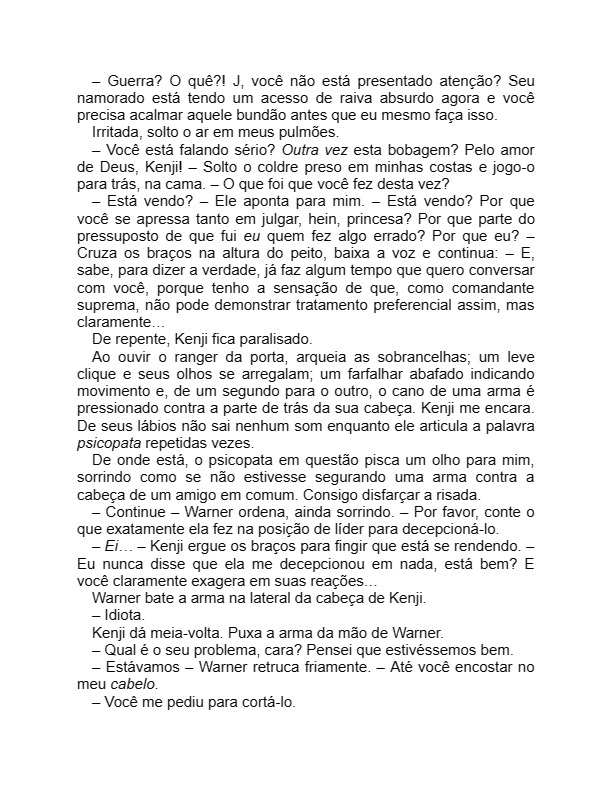 – Guerra? O quê?! J, você não está presentado atenção? Seu
namorado está tendo um acesso de raiva absurdo agora e você
precisa acalmar aquele bundão antes que eu mesmo faça isso.
Irritada, solto o ar em meus pulmões.
– Você está falando sério? Outra vez esta bobagem? Pelo amor
de Deus, Kenji! – Solto o coldre preso em minhas costas e jogo-o
para trás, na cama. – O que foi que você fez desta vez?
– Está vendo? – Ele aponta para mim. – Está vendo? Por que
você se apressa tanto em julgar, hein, princesa? Por que parte do
pressuposto de que fui eu quem fez algo errado? Por que eu? –
Cruza os braços na altura do peito, baixa a voz e continua: – E,
sabe, para dizer a verdade, já faz algum tempo que quero conversar
com você, porque tenho a sensação de que, como comandante
suprema, não pode demonstrar tratamento preferencial assim, mas
claramente…
De repente, Kenji fica paralisado.
Ao ouvir o ranger da porta, arqueia as sobrancelhas; um leve
clique e seus olhos se arregalam; um farfalhar abafado indicando
movimento e, de um segundo para o outro, o cano de uma arma é
pressionado contra a parte de trás da sua cabeça. Kenji me encara.
De seus lábios não sai nenhum som enquanto ele articula a palavra
psicopata repetidas vezes.
De onde está, o psicopata em questão pisca um olho para mim,
sorrindo como se não estivesse segurando uma arma contra a
cabeça de um amigo em comum. Consigo disfarçar a risada.
– Continue – Warner ordena, ainda sorrindo. – Por favor, conte o
que exatamente ela fez na posição de líder para decepcioná-lo.
– Ei… – Kenji ergue os braços para fingir que está se rendendo. –
Eu nunca disse que ela me decepcionou em nada, está bem? E
você claramente exagera em suas reações…
Warner bate a arma na lateral da cabeça de Kenji.
– Idiota.
Kenji dá meia-volta. Puxa a arma da mão de Warner.
– Qual é o seu problema, cara? Pensei que estivéssemos bem.
– Estávamos – Warner retruca friamente. – Até você encostar no
meu cabelo.
– Você me pediu para cortá-lo.